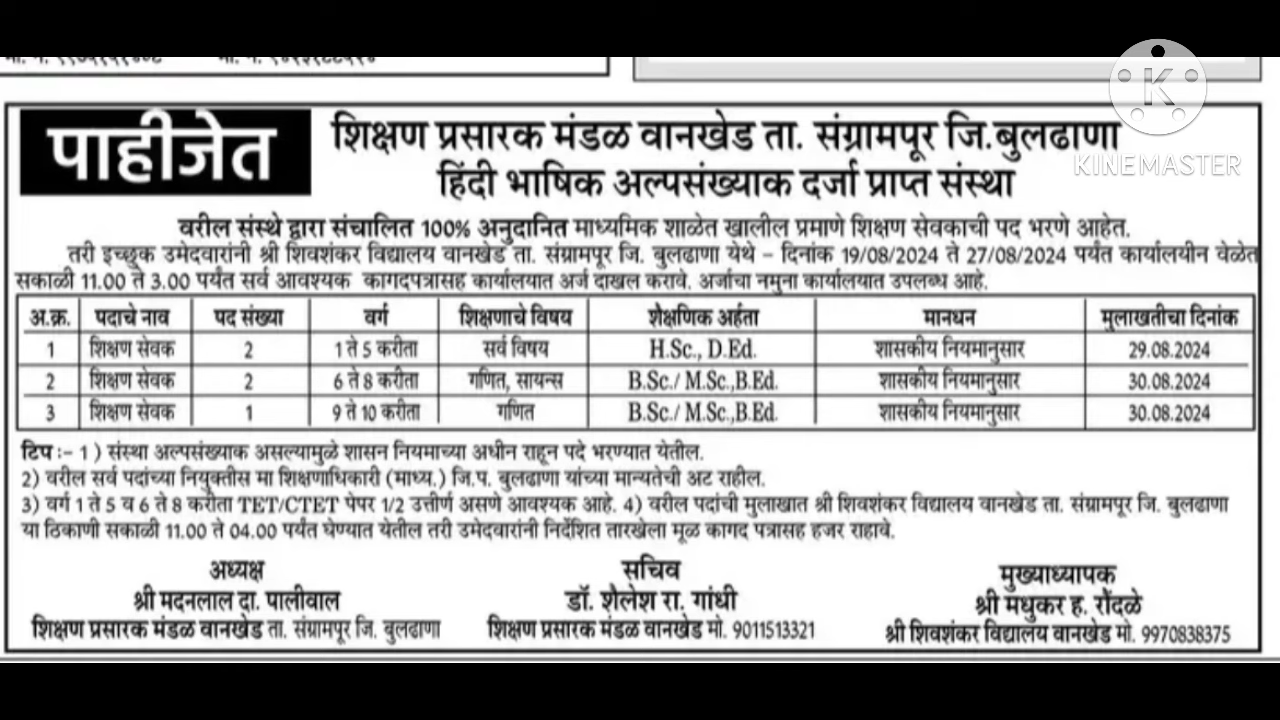 KINEMASTER
पाहीजेत
शिक्षण प्रसारक मंडळ वानखेड ता. संग्रामपूर जि.बुलढाणा
हिंदी भाषिक अल्पसंख्याक दर्जा प्राप्त संस्था
वरील संस्थे द्वारा संचालित 100% अनुदानित माध्यमिक शाळेत खालील प्रमाणे शिक्षण सेवकाची पद भरणे आहेत.
तरी इच्छुक उमेदवारांनी श्री शिवशंकर विद्यालय वानखेड ता. संग्रामपूर जि. बुलढाणा येथे – दिनांक 19/08/2024 ते 27/08/2024 पर्यंत कार्यालयीन वेळेत
सकाळी 11.00 ते 3.00 पर्यंत सर्व आवश्यक कागदपत्रासह कार्यालयात अर्ज दाखल करावे. अर्जाचा नमुना कार्यालयात उपलब्ध आहे.
अ.क्र. पदाचे नाव पद संख्या वर्ग शिक्षणाचे विषय शैक्षणिक अर्हता मानधन मुलाखतीचा दिनांक
1 शिक्षण सेवक 2 1 ते 5 करीता सर्व विषय H.Sc., D.Ed. शासकीय नियमानुसार 29.08.2024
2 शिक्षण सेवक 2 6 ते 8 करीता गणित, सायन्स B.Sc./ M.Sc.,B.Ed. शासकीय नियमानुसार 30.08.2024
3 शिक्षण सेवक 1 9 ते 10 करीता गणित B.Sc./ M.Sc.,B.Ed. शासकीय नियमानुसार 30.08.2024
टिप :– 1 ) संस्था अल्पसंख्याक असल्यामुळे शासन नियमाच्या अधीन राहून पदे भरण्यात येतील.
2) वरील सर्व पदांच्या नियुक्तीस मा शिक्षणाधिकारी (माध्य.) जि.प. बुलढाणा यांच्या मान्यतेची अट राहील.
3) वर्ग 1 ते 5 व 6 ते 8 करीता TET/CTET पेपर 1/2 उत्तीर्ण असणे आवश्यक आहे. 4) वरील पदांची मुलाखात श्री शिवशंकर विद्यालय वानखेड ता. संग्रामपूर जि. बुलढाणा
या ठिकाणी सकाळी 11.00 ते 04.00 पर्यंत घेण्यात येतील तरी उमेदवारांनी निर्देशित तारखेला मूळ कागद पत्रासह हजर राहावे.
अध्यक्ष सचिव मुख्याध्यापक
श्री मदनलाल दा. पालीवाल डॉ. शैलेश रा. गांधी श्री मधुकर ह. रौंदळे
शिक्षण प्रसारक मंडळ वानखेड ता. संग्रामपूर जि. बुलढाणा शिक्षण प्रसारक मंडळ वानखेड मो. 9011513321 श्री शिवशंकर विद्यालय वानखेड मो. 9970838375